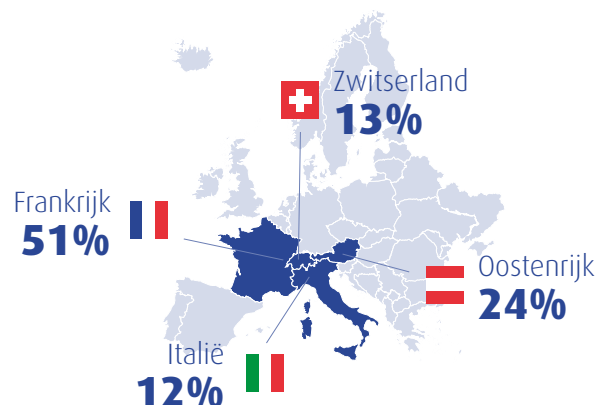 Zwitserland
13%
Frankrijk
51%
Oostenrijk
24%
Italië
12%